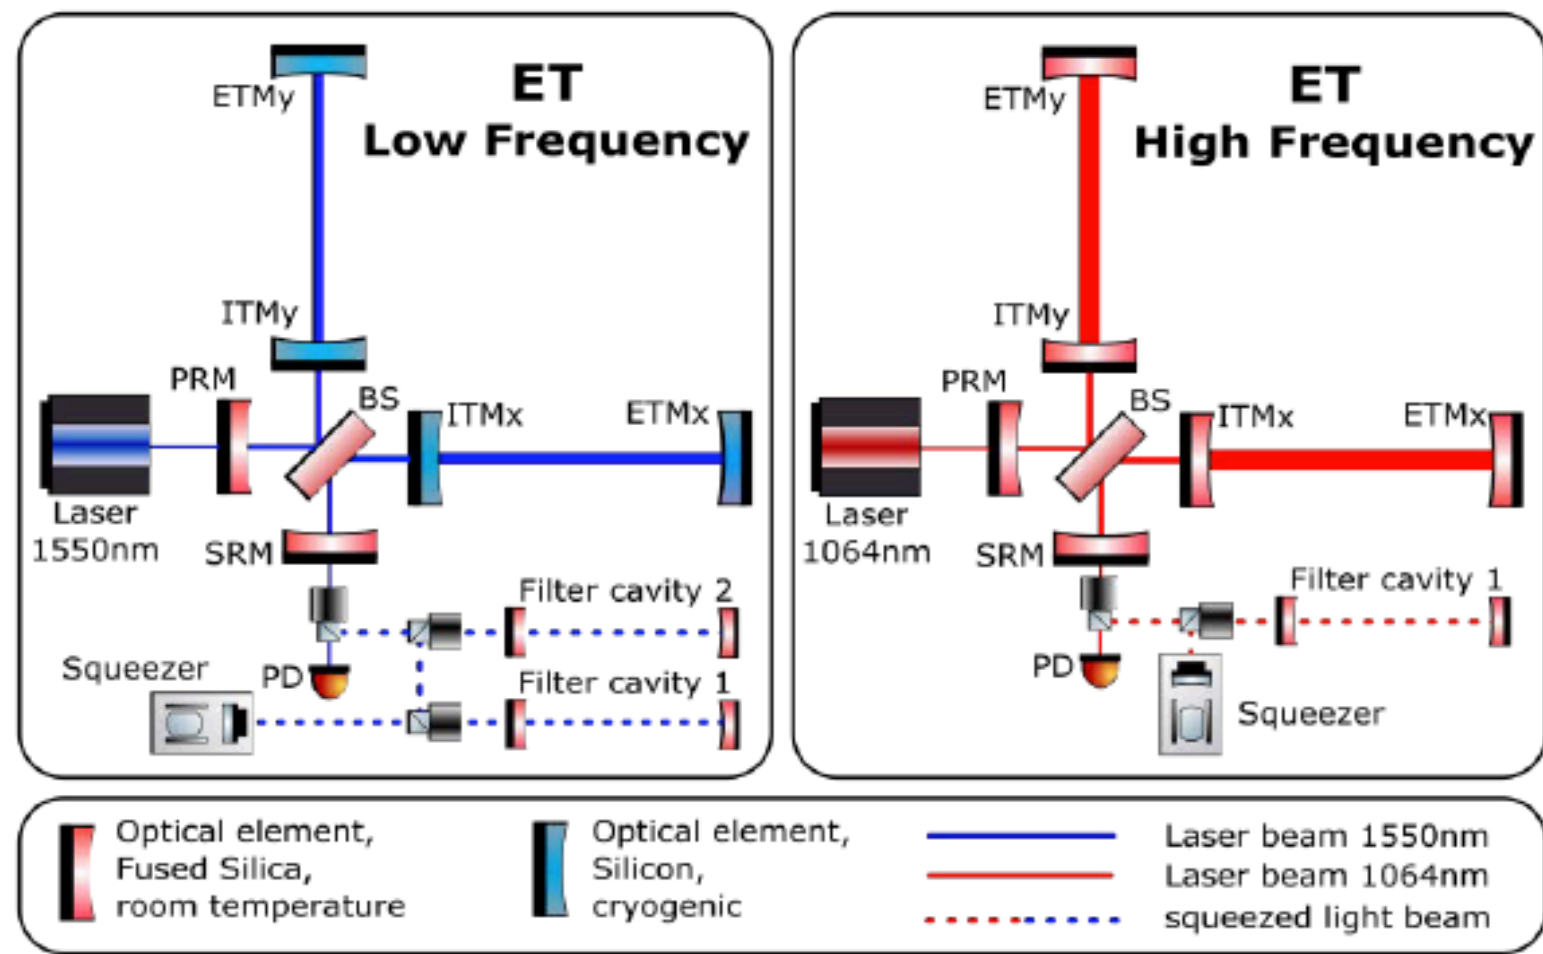 ET
Low Frequency
ETMy
ITMy
PRM
BS
ITMx
ETMx
Laser
1550nm
SRM
Filter cavity 2
Squeezer
PD
Filter cavity 1
ET
High Frequency
ETMy
ITMy
PRM
BS
ITMx
ETMx
Laser
1064nm
SRM
Filter cavity 1
PD
Squeezer
Optical element,
Fused Silica,
room temperature
Optical element,
Silicon,
cryogenic
Laser beam 1550nm
Laser beam 1064nm
squeezed light beam